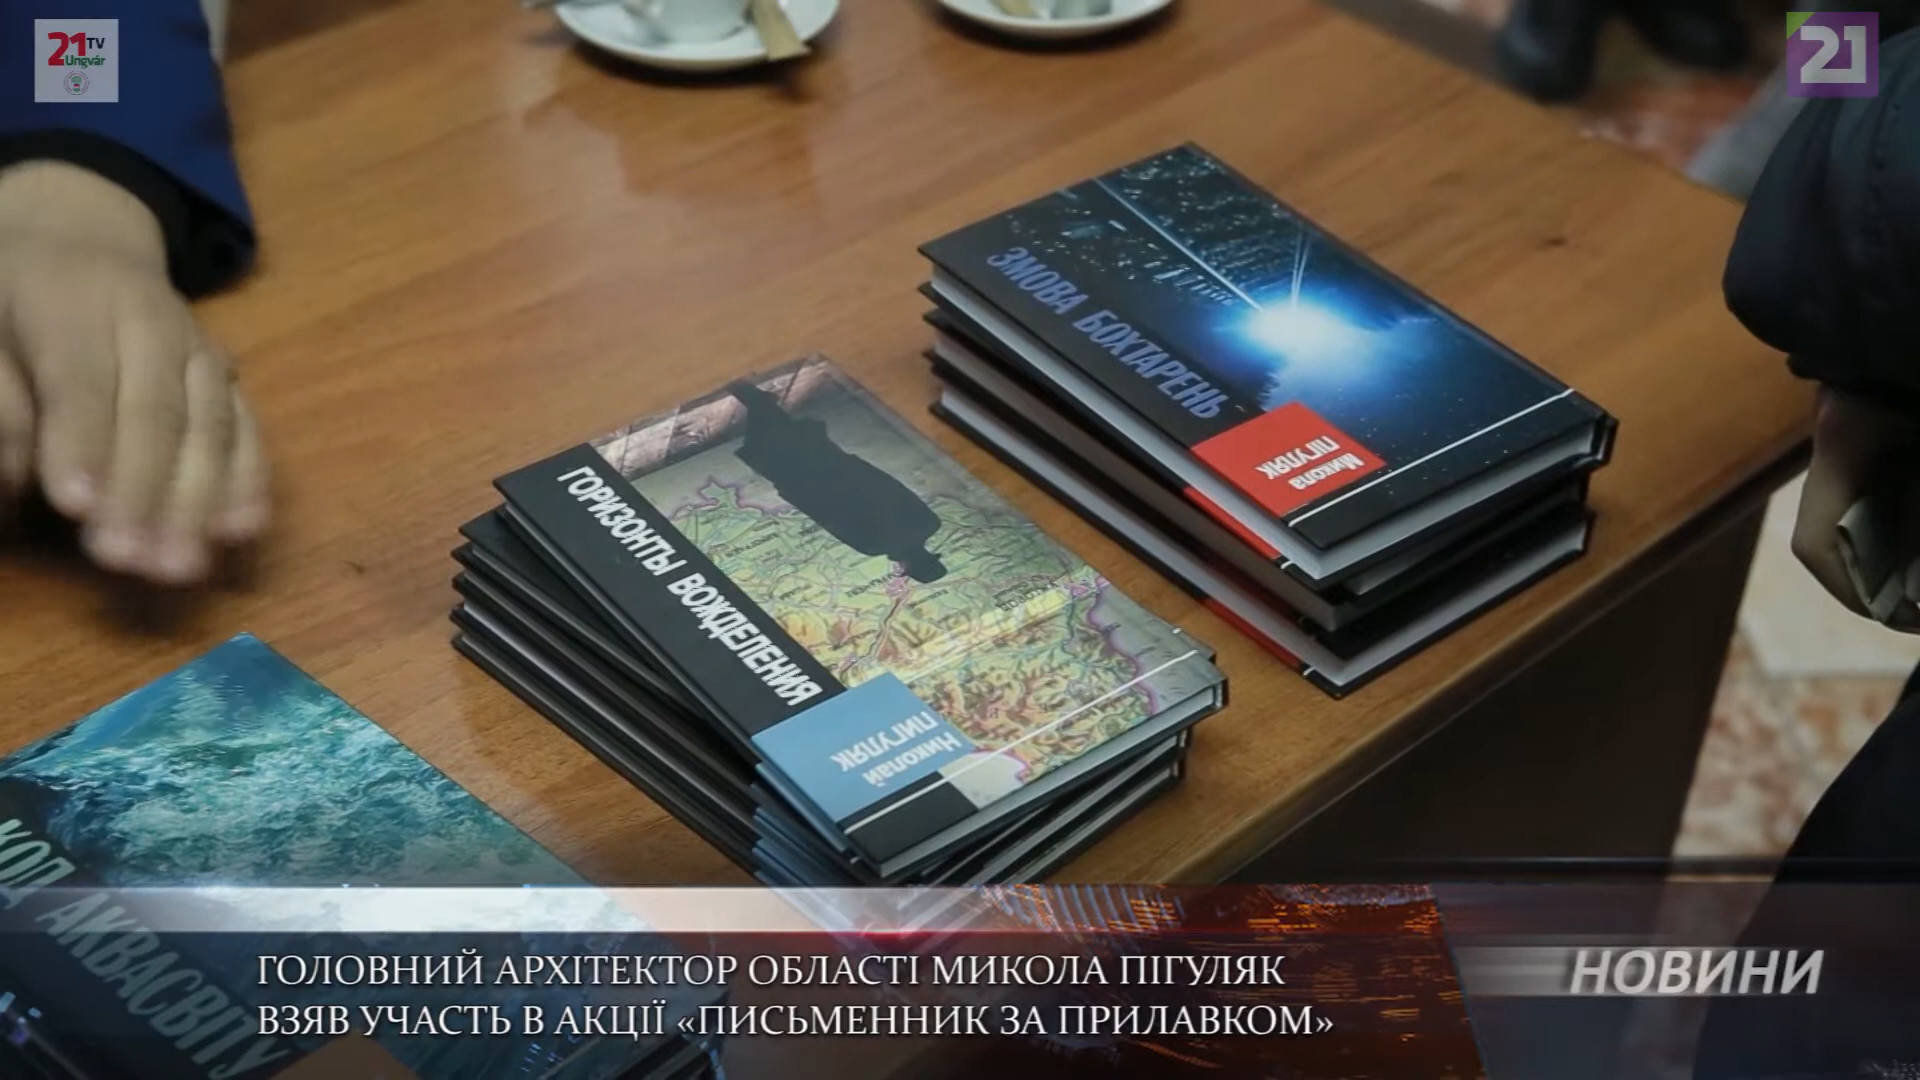 21 TV
Ungvár
21
ЗМОВА БОХТАРЕНЬ
Микола
ПІГУЛЯК
ГОРИЗОНТЫ ВОЖДЕЛЕНИЯ
Николай
ПИГУЛЯК
КОД АКВАСВІТУ
ГОЛОВНИЙ АРХІТЕКТОР ОБЛАСТІ МИКОЛА ПІГУЛЯК
ВЗЯВ УЧАСТЬ В АКЦІЇ «ПИСЬМЕННИК ЗА ПРИЛАВКОМ»
НОВИНИ